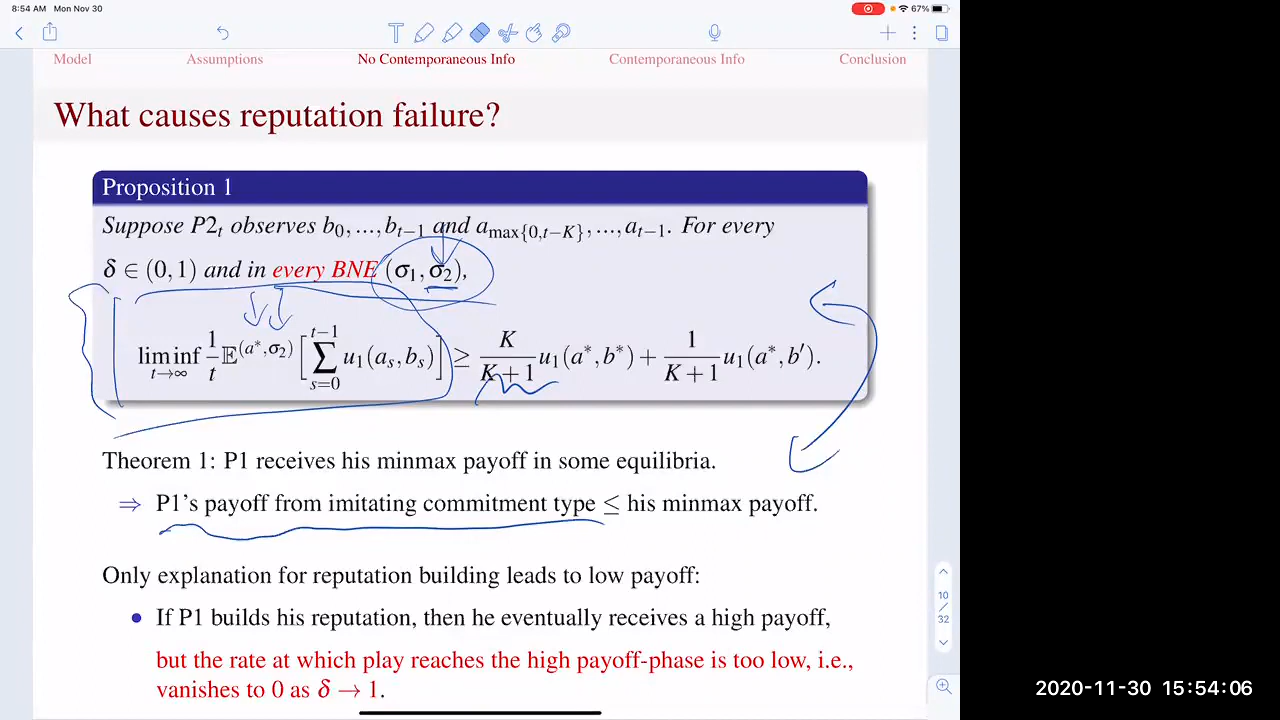 8:54 AM Mon Nov 30
67%
Model Assumptions No Contemporaneous Info Contemporaneous Info Conclusion
What causes reputation failure?
Proposition 1
Suppose P2_t observes b_0,...,b_{t−1} and a_{max{0,t−K}},...,a_{t−1}. For every
δ ∈ (0,1) and in every BNE (σ_1,σ_2),
lim inf_{t→∞} \frac{1}{t} 𝔼^{(a*,σ_2)} [ ∑_{s=0}^{t−1} u_1(a_s,b_s) ] ≥ \frac{K}{K+1} u_1(a*,b*) + \frac{1}{K+1} u_1(a*,b′).
Theorem 1: P1 receives his minmax payoff in some equilibria.
⇒ P1's payoff from imitating commitment type ≤ his minmax payoff.
Only explanation for reputation building leads to low payoff:
• If P1 builds his reputation, then he eventually receives a high payoff,
but the rate at which play reaches the high payoff-phase is too low, i.e.,
vanishes to 0 as δ → 1.
10
/
32
2020-11-30 15:54:06